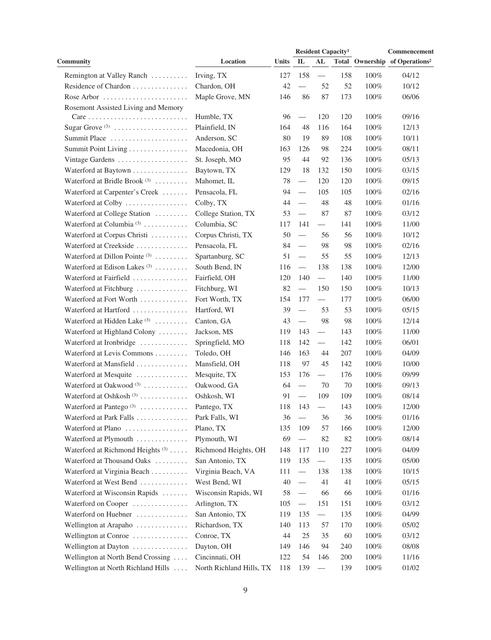 Resident Capacity¹ Commencement
Community Location Units IL AL Total Ownership of Operations²
Remington at Valley Ranch .......... Irving, TX 127 158 — 158 100% 04/12
Residence of Chardon .............. Chardon, OH 42 — 52 52 100% 10/12
Rose Arbor ....................... Maple Grove, MN 146 86 87 173 100% 06/06
Rosemont Assisted Living and Memory
Care ........................... Humble, TX 96 — 120 120 100% 09/16
Sugar Grove ⁽³⁾ .................... Plainfield, IN 164 48 116 164 100% 12/13
Summit Place ..................... Anderson, SC 80 19 89 108 100% 10/11
Summit Point Living ................ Macedonia, OH 163 126 98 224 100% 08/11
Vintage Gardens ................... St. Joseph, MO 95 44 92 136 100% 05/13
Waterford at Baytown ............... Baytown, TX 129 18 132 150 100% 03/15
Waterford at Bridle Brook ⁽³⁾ ......... Mahomet, IL 78 — 120 120 100% 09/15
Waterford at Carpenter's Creek ....... Pensacola, FL 94 — 105 105 100% 02/16
Waterford at Colby ................. Colby, TX 44 — 48 48 100% 01/16
Waterford at College Station ......... College Station, TX 53 — 87 87 100% 03/12
Waterford at Columbia ⁽³⁾ ............ Columbia, SC 117 141 — 141 100% 11/00
Waterford at Corpus Christi .......... Corpus Christi, TX 50 — 56 56 100% 10/12
Waterford at Creekside .............. Pensacola, FL 84 — 98 98 100% 02/16
Waterford at Dillon Pointe ⁽³⁾ ......... Spartanburg, SC 51 — 55 55 100% 12/13
Waterford at Edison Lakes ⁽³⁾ ......... South Bend, IN 116 — 138 138 100% 12/00
Waterford at Fairfield ............... Fairfield, OH 120 140 — 140 100% 11/00
Waterford at Fitchburg .............. Fitchburg, WI 82 — 150 150 100% 10/13
Waterford at Fort Worth ............. Fort Worth, TX 154 177 — 177 100% 06/00
Waterford at Hartford ............... Hartford, WI 39 — 53 53 100% 05/15
Waterford at Hidden Lake ⁽³⁾ ......... Canton, GA 43 — 98 98 100% 12/14
Waterford at Highland Colony ........ Jackson, MS 119 143 — 143 100% 11/00
Waterford at Ironbridge ............. Springfield, MO 118 142 — 142 100% 06/01
Waterford at Levis Commons ......... Toledo, OH 146 163 44 207 100% 04/09
Waterford at Mansfield .............. Mansfield, OH 118 97 45 142 100% 10/00
Waterford at Mesquite .............. Mesquite, TX 153 176 — 176 100% 09/99
Waterford at Oakwood ⁽³⁾ ............ Oakwood, GA 64 — 70 70 100% 09/13
Waterford at Oshkosh ⁽³⁾ ............. Oshkosh, WI 91 — 109 109 100% 08/14
Waterford at Pantego ⁽³⁾ ............. Pantego, TX 118 143 — 143 100% 12/00
Waterford at Park Falls .............. Park Falls, WI 36 — 36 36 100% 01/16
Waterford at Plano ................. Plano, TX 135 109 57 166 100% 12/00
Waterford at Plymouth .............. Plymouth, WI 69 — 82 82 100% 08/14
Waterford at Richmond Heights ⁽³⁾ .... Richmond Heights, OH 148 117 110 227 100% 04/09
Waterford at Thousand Oaks ......... San Antonio, TX 119 135 — 135 100% 05/00
Waterford at Virginia Beach .......... Virginia Beach, VA 111 — 138 138 100% 10/15
Waterford at West Bend ............. West Bend, WI 40 — 41 41 100% 05/15
Waterford at Wisconsin Rapids ....... Wisconsin Rapids, WI 58 — 66 66 100% 01/16
Waterford on Cooper ............... Arlington, TX 105 — 151 151 100% 03/12
Waterford on Huebner .............. San Antonio, TX 119 135 — 135 100% 04/99
Wellington at Arapaho .............. Richardson, TX 140 113 57 170 100% 05/02
Wellington at Conroe ............... Conroe, TX 44 25 35 60 100% 03/12
Wellington at Dayton ............... Dayton, OH 149 146 94 240 100% 08/08
Wellington at North Bend Crossing .... Cincinnati, OH 122 54 146 200 100% 11/16
Wellington at North Richland Hills .... North Richland Hills, TX 118 139 — 139 100% 01/02
9